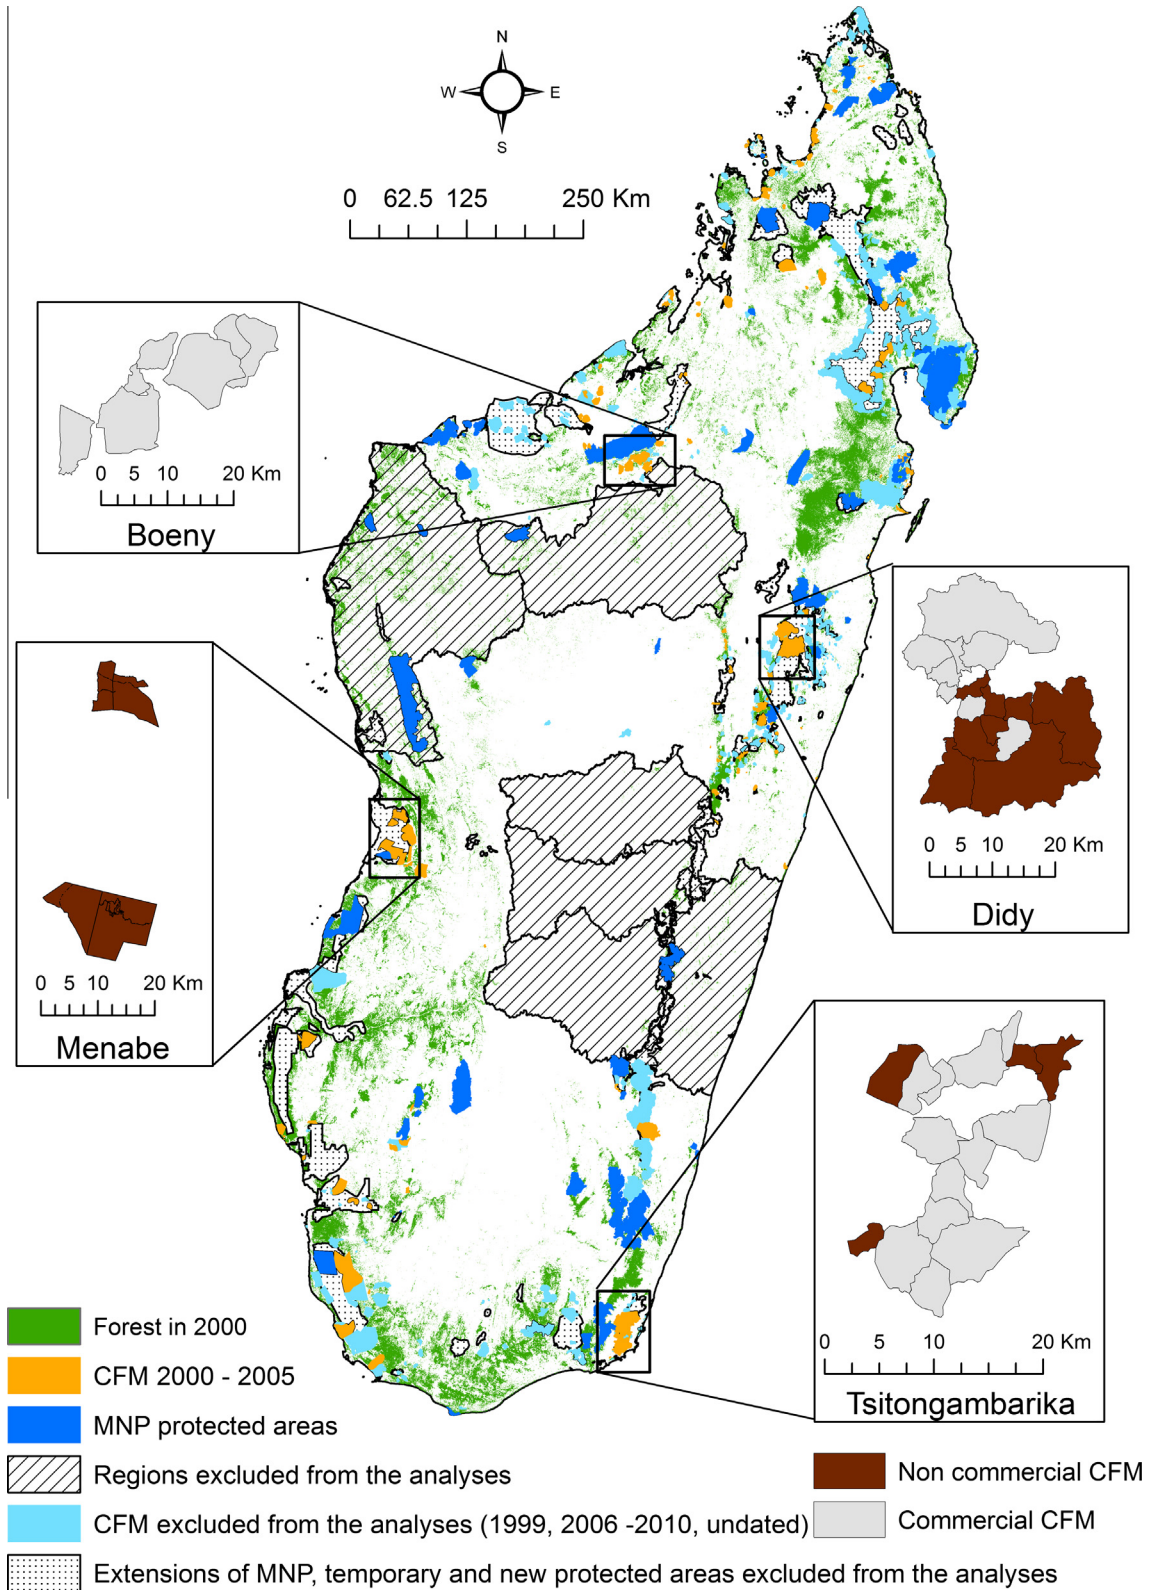 N
W E
S
0 62.5 125 250 Km
0 5 10 20 Km
Boeny
0 5 10 20 Km
Menabe
0 5 10 20 Km
Didy
0 5 10 20 Km
Tsitongambarika
Forest in 2000
CFM 2000 - 2005
MNP protected areas
Regions excluded from the analyses
CFM excluded from the analyses (1999, 2006 -2010, undated)
Extensions of MNP, temporary and new protected areas excluded from the analyses
Non commercial CFM
Commercial CFM